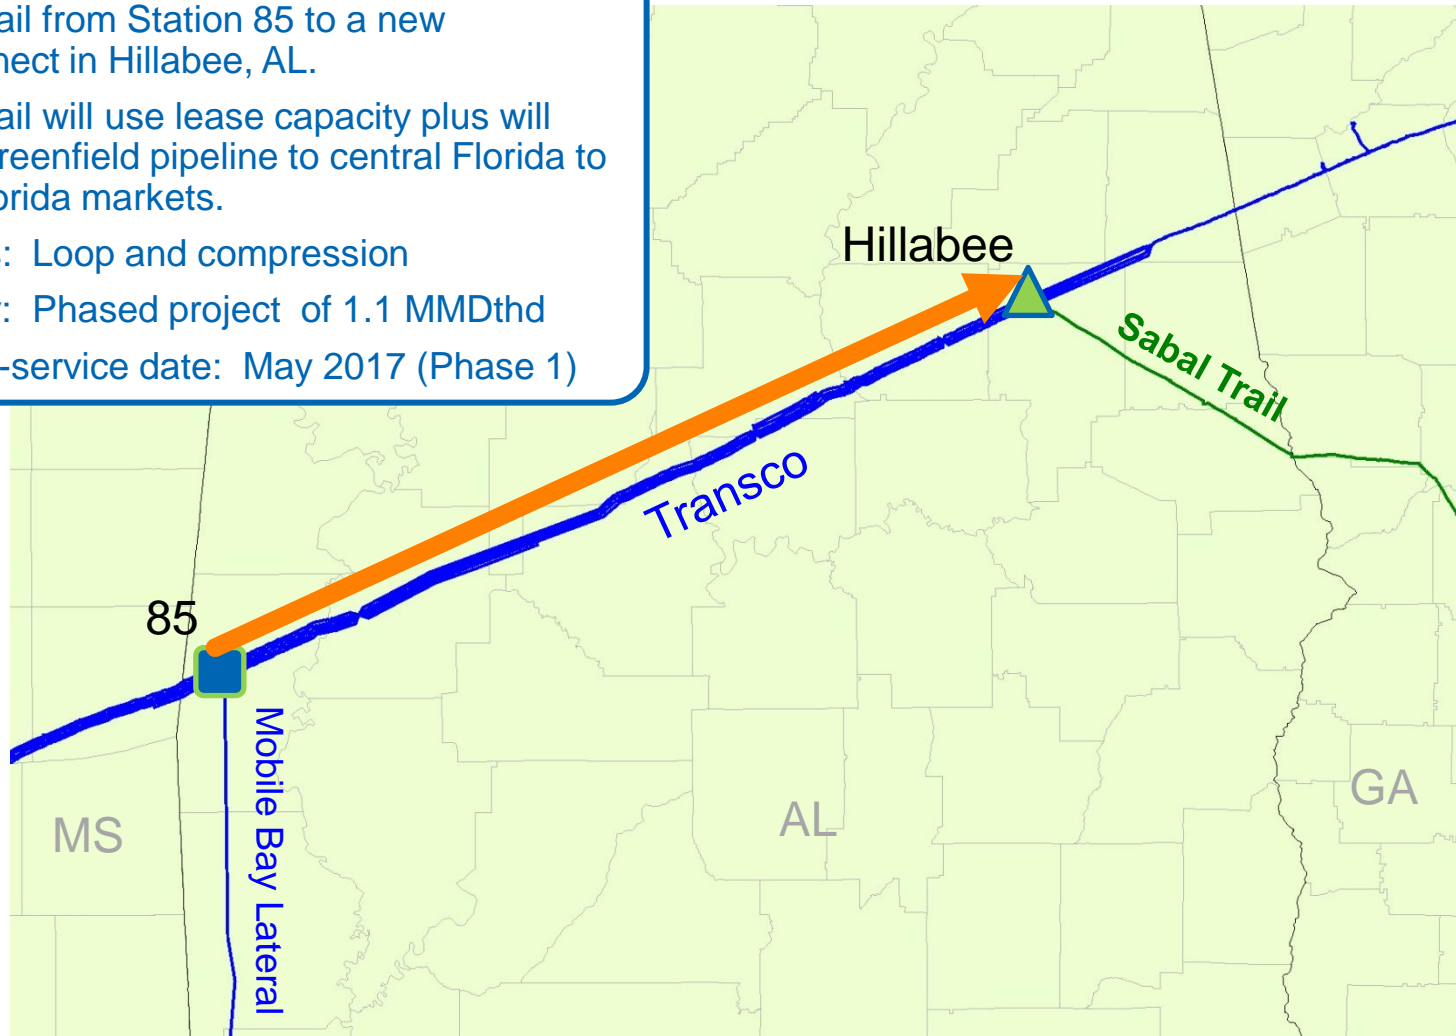 ail from Station 85 to a new
nect in Hillabee, AL.
ail will use lease capacity plus will
reenfield pipeline to central Florida to
orida markets.
s: Loop and compression
: Phased project of 1.1 MMDthd
-service date: May 2017 (Phase 1)
Hillabee
Sabal Trail
Transco
85
Mobile Bay Lateral
MS
AL
GA